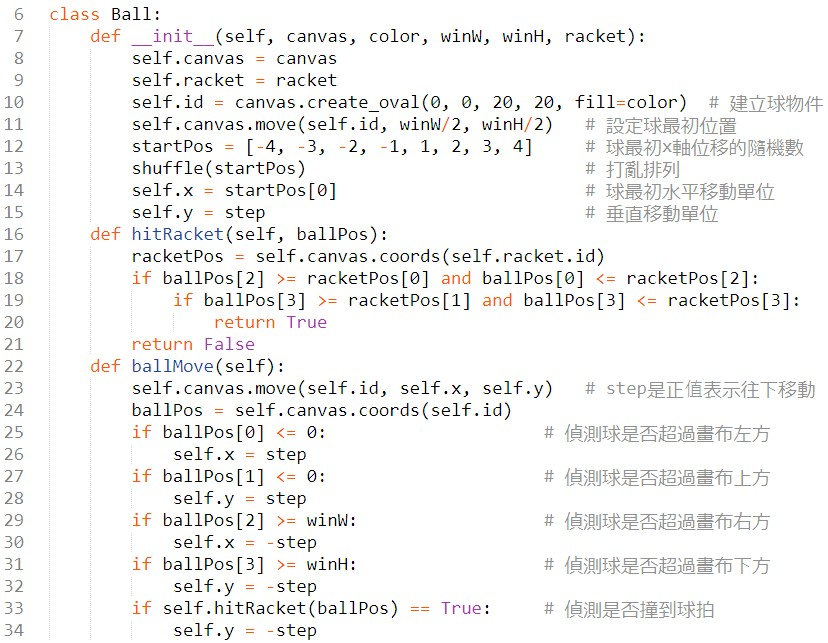 6 class Ball:
7     def __init__(self, canvas, color, winW, winH, racket):
8         self.canvas = canvas
9         self.racket = racket
10         self.id = canvas.create_oval(0, 0, 20, 20, fill=color)  # 建立球物件
11         self.canvas.move(self.id, winW/2, winH/2)   # 設定球最初位置
12         startPos = [-4, -3, -2, -1, 1, 2, 3, 4]     # 球最初x軸位移的隨機數
13         shuffle(startPos)                           # 打亂排列
14         self.x = startPos[0]                        # 球最初水平移動單位
15         self.y = step                               # 垂直移動單位
16     def hitRacket(self, ballPos):
17         racketPos = self.canvas.coords(self.racket.id)
18         if ballPos[2] >= racketPos[0] and ballPos[0] <= racketPos[2]:
19             if ballPos[3] >= racketPos[1] and ballPos[3] <= racketPos[3]:
20                 return True
21         return False
22     def ballMove(self):
23         self.canvas.move(self.id, self.x, self.y)   # step是正值表示往下移動
24         ballPos = self.canvas.coords(self.id)
25         if ballPos[0] <= 0:                     # 偵測球是否超過畫布左方
26             self.x = step
27         if ballPos[1] <= 0:                     # 偵測球是否超過畫布上方
28             self.y = step
29         if ballPos[2] >= winW:                  # 偵測球是否超過畫布右方
30             self.x = -step
31         if ballPos[3] >= winH:                  # 偵測球是否超過畫布下方
32             self.y = -step
33         if self.hitRacket(ballPos) == True:     # 偵測是否撞到球拍
34             self.y = -step